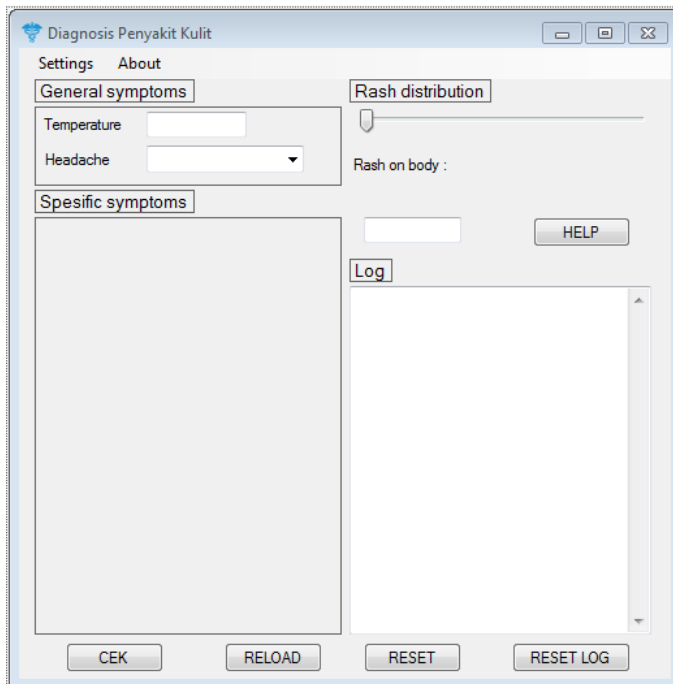 Diagnosis Penyakit Kulit
Settings About
General symptoms
Temperature
Headache
Spesific symptoms
Rash distribution
Rash on body :
HELP
Log
CEK RELOAD RESET RESET LOG